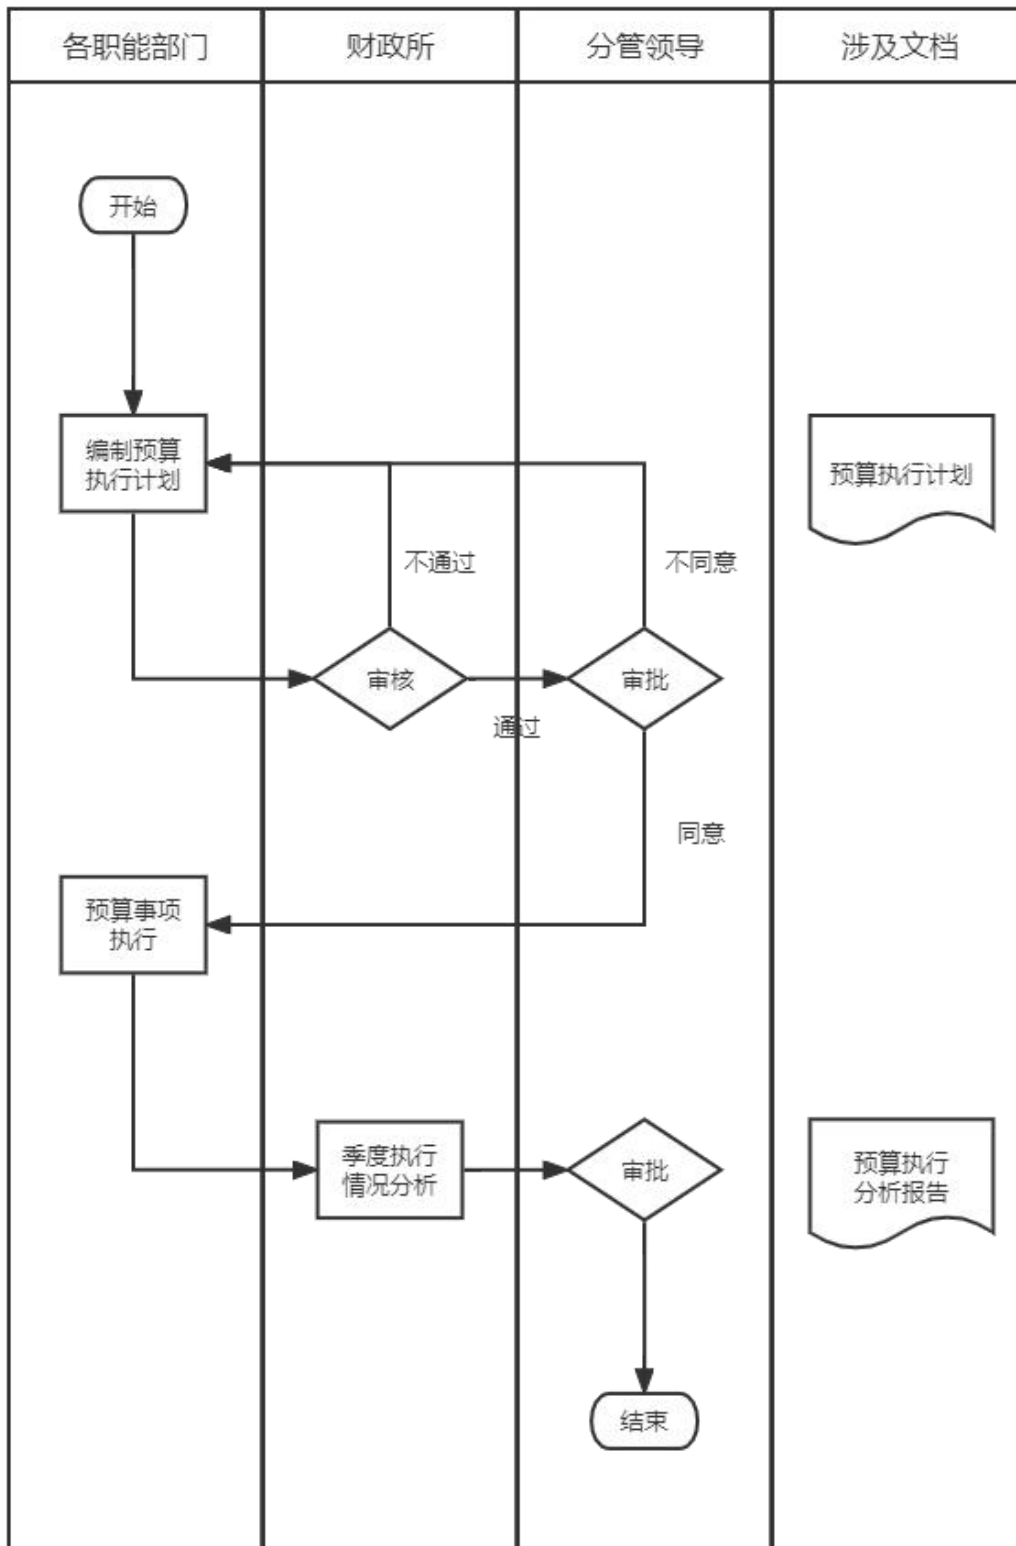 各职能部门
财政所
分管领导
涉及文档
开始
编制预算
执行计划
预算执行计划
不通过
不同意
审核
审批
通过
同意
预算事项
执行
季度执行
情况分析
审批
预算执行
分析报告
结束